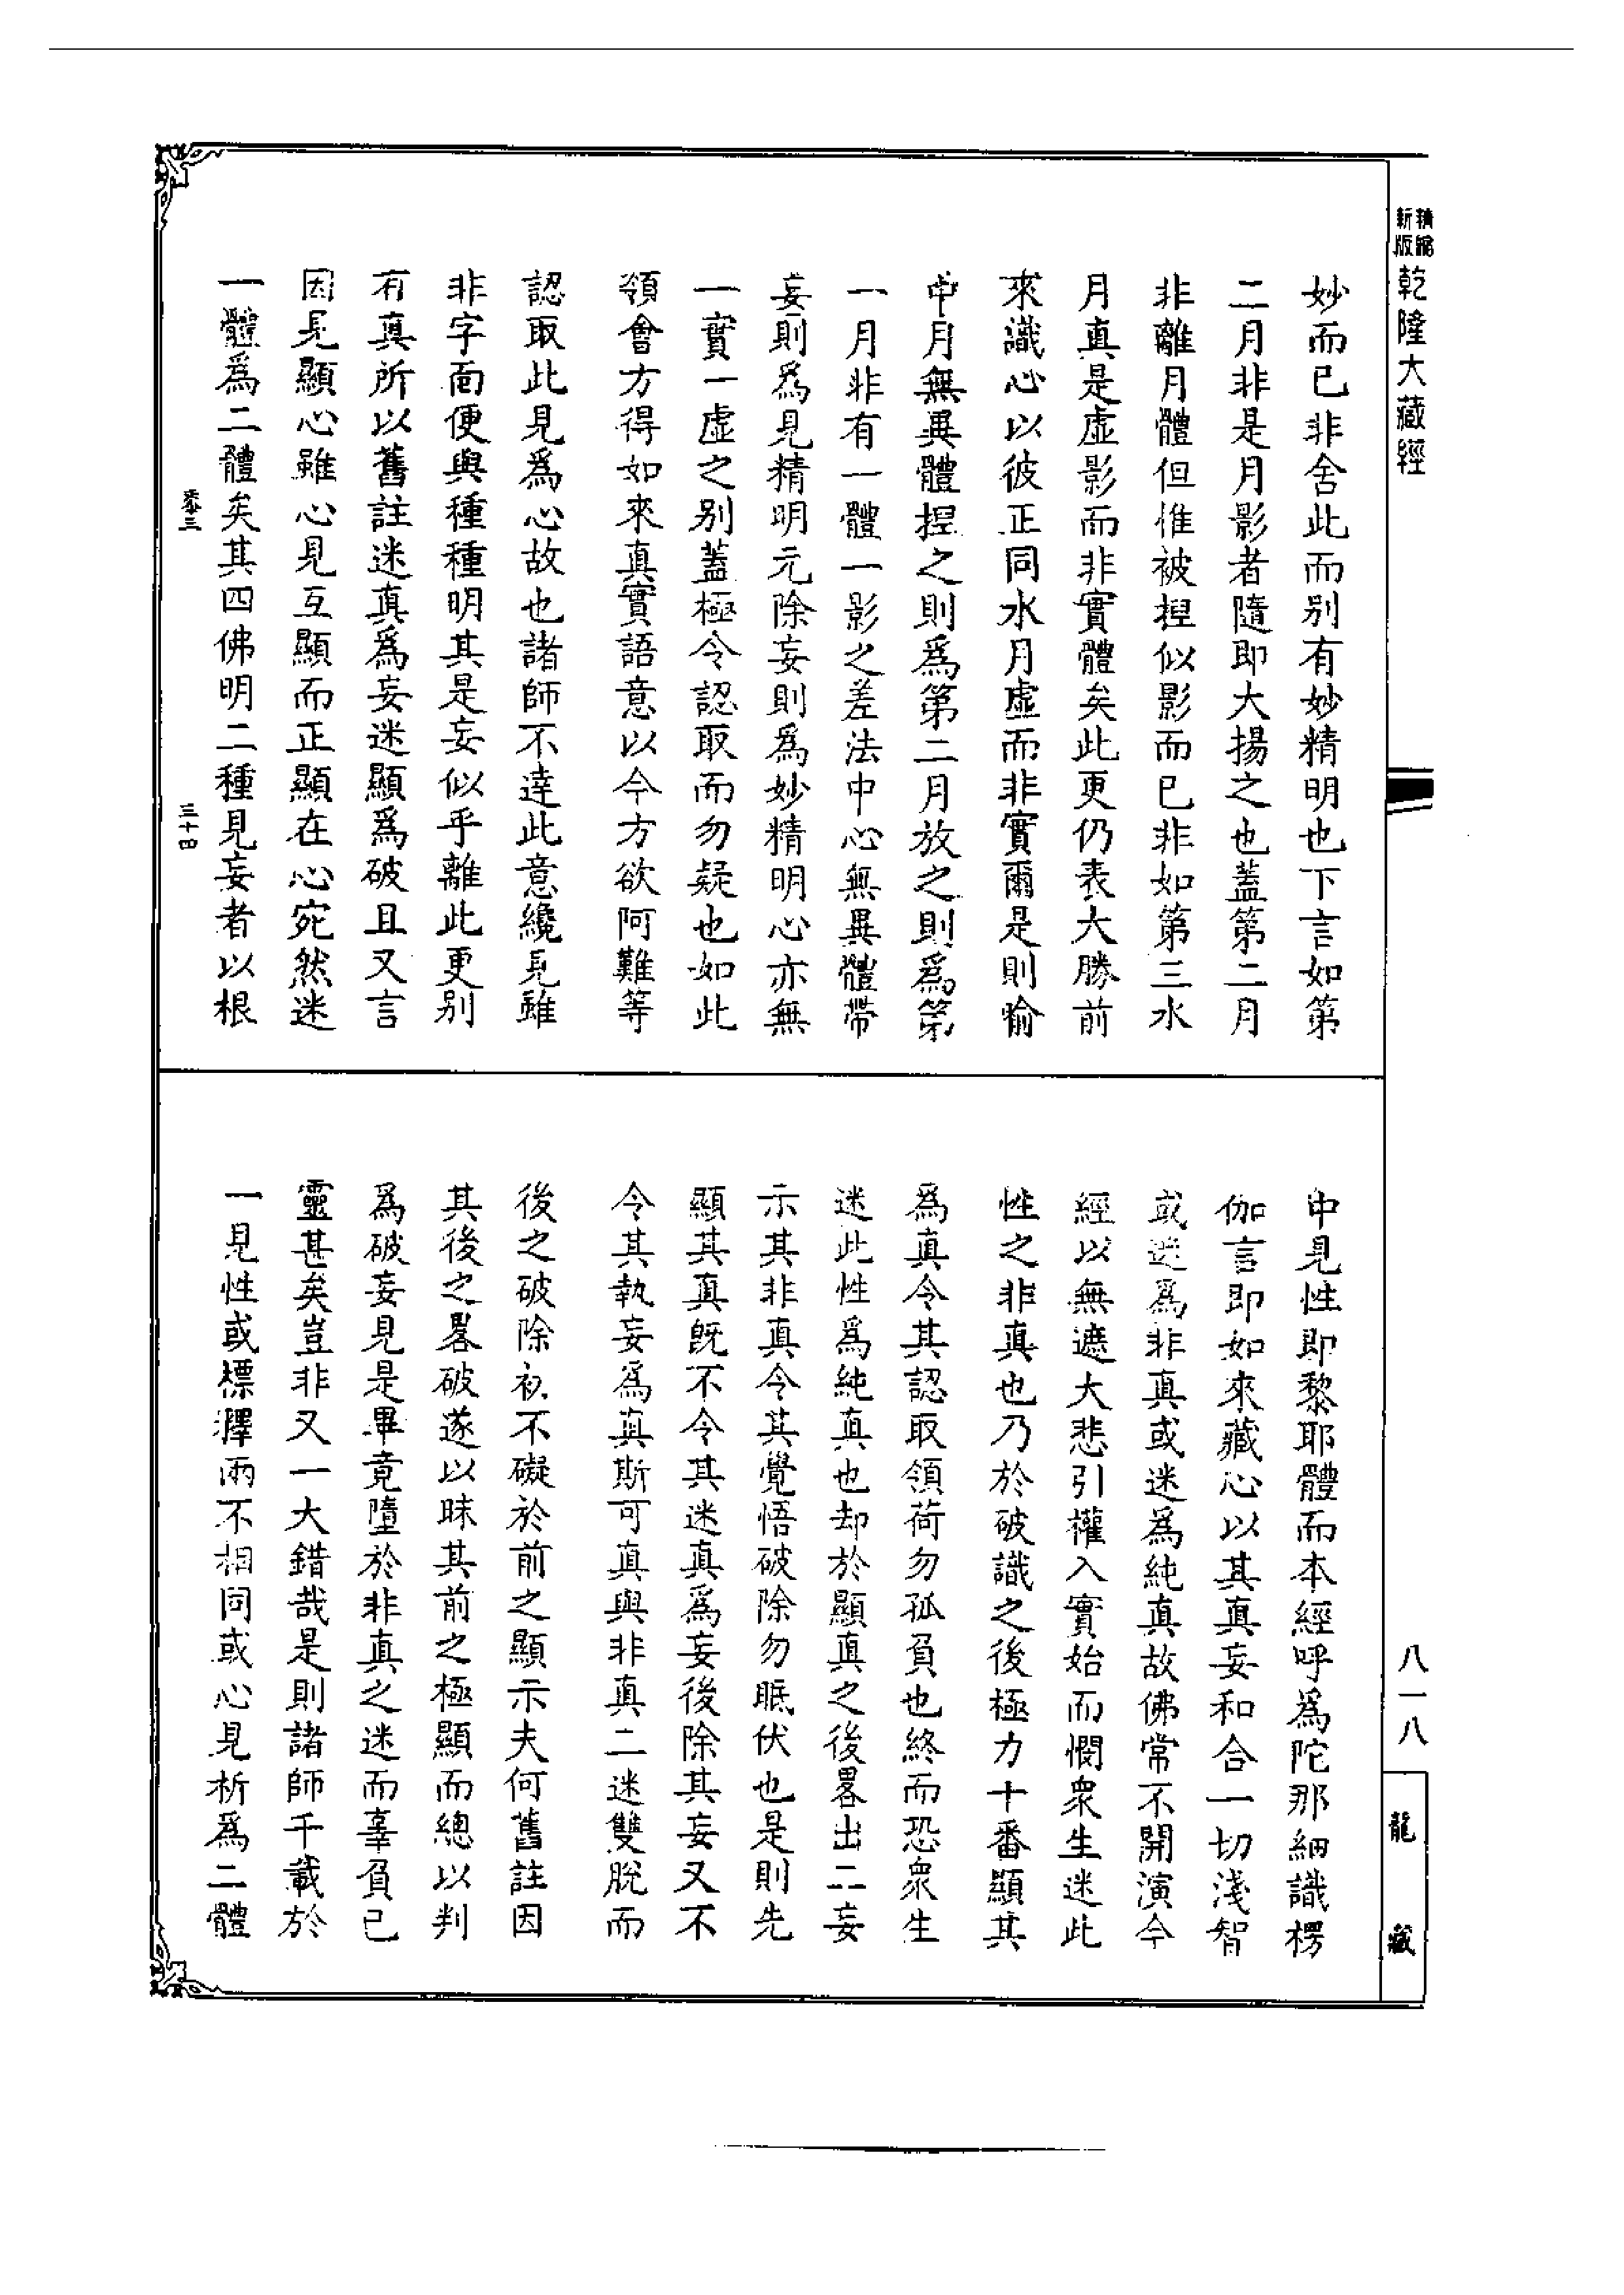 精縮新版
乾隆大藏經
妙而已非舍此而別有妙精明也下言如第
二月非是月影者隨即大揚之也蓋第二月
非離月體但惟被揑似影而已非如第三水
月真是虛影而非實體矣此更仍表大勝前
來識心以彼正同水月虛而非實爾是則喻
中月無異體揑之則爲第二月放之則爲第
一月非有一體一影之差法中心無異體帶
妄則爲見精明元除妄則爲妙精明心亦無
一實一虛之別蓋極令認取而勿疑也如此
領會方得如來真實語意以今方欲阿難等
認取此見爲心故也諸師不達此意纔見雖
非字面便與種種明其是妄似乎離此更別
有真所以舊註迷真爲妄迷顯爲破且又言
因見顯心雖心見互顯而正顯在心宛然迷
一體爲二體矣其四佛明二種見妄者以根
卷三
三十四
中見性即黎耶體而本經呼爲陀那細識楞
伽言即如來藏心以其真妄和合一切淺智
或迷爲非真或迷爲純真故佛常不開演今
經以無遮大悲引權入實始而憫衆生迷此
性之非真也乃於破識之後極力十番顯其
爲真令其認取領荷勿孤負也終而恐衆生
迷此性爲純真也却於顯真之後畧出二妄
示其非真令其覺悟破除勿眡伏也是則先
顯其真旣不令其迷真爲妄後除其妄又不
令其執妄爲真斯可真與非真二迷雙脫而
後之破除初不礙於前之顯示夫何舊註因
其後之畧破遂以昧其前之極顯而總以判
爲破妄見是畢竟墮於非真之迷而辜負已
靈甚矣豈非又一大錯哉是則諸師千載於
一見性或標釋兩不相同或心見析爲二體
八一八
龍藏